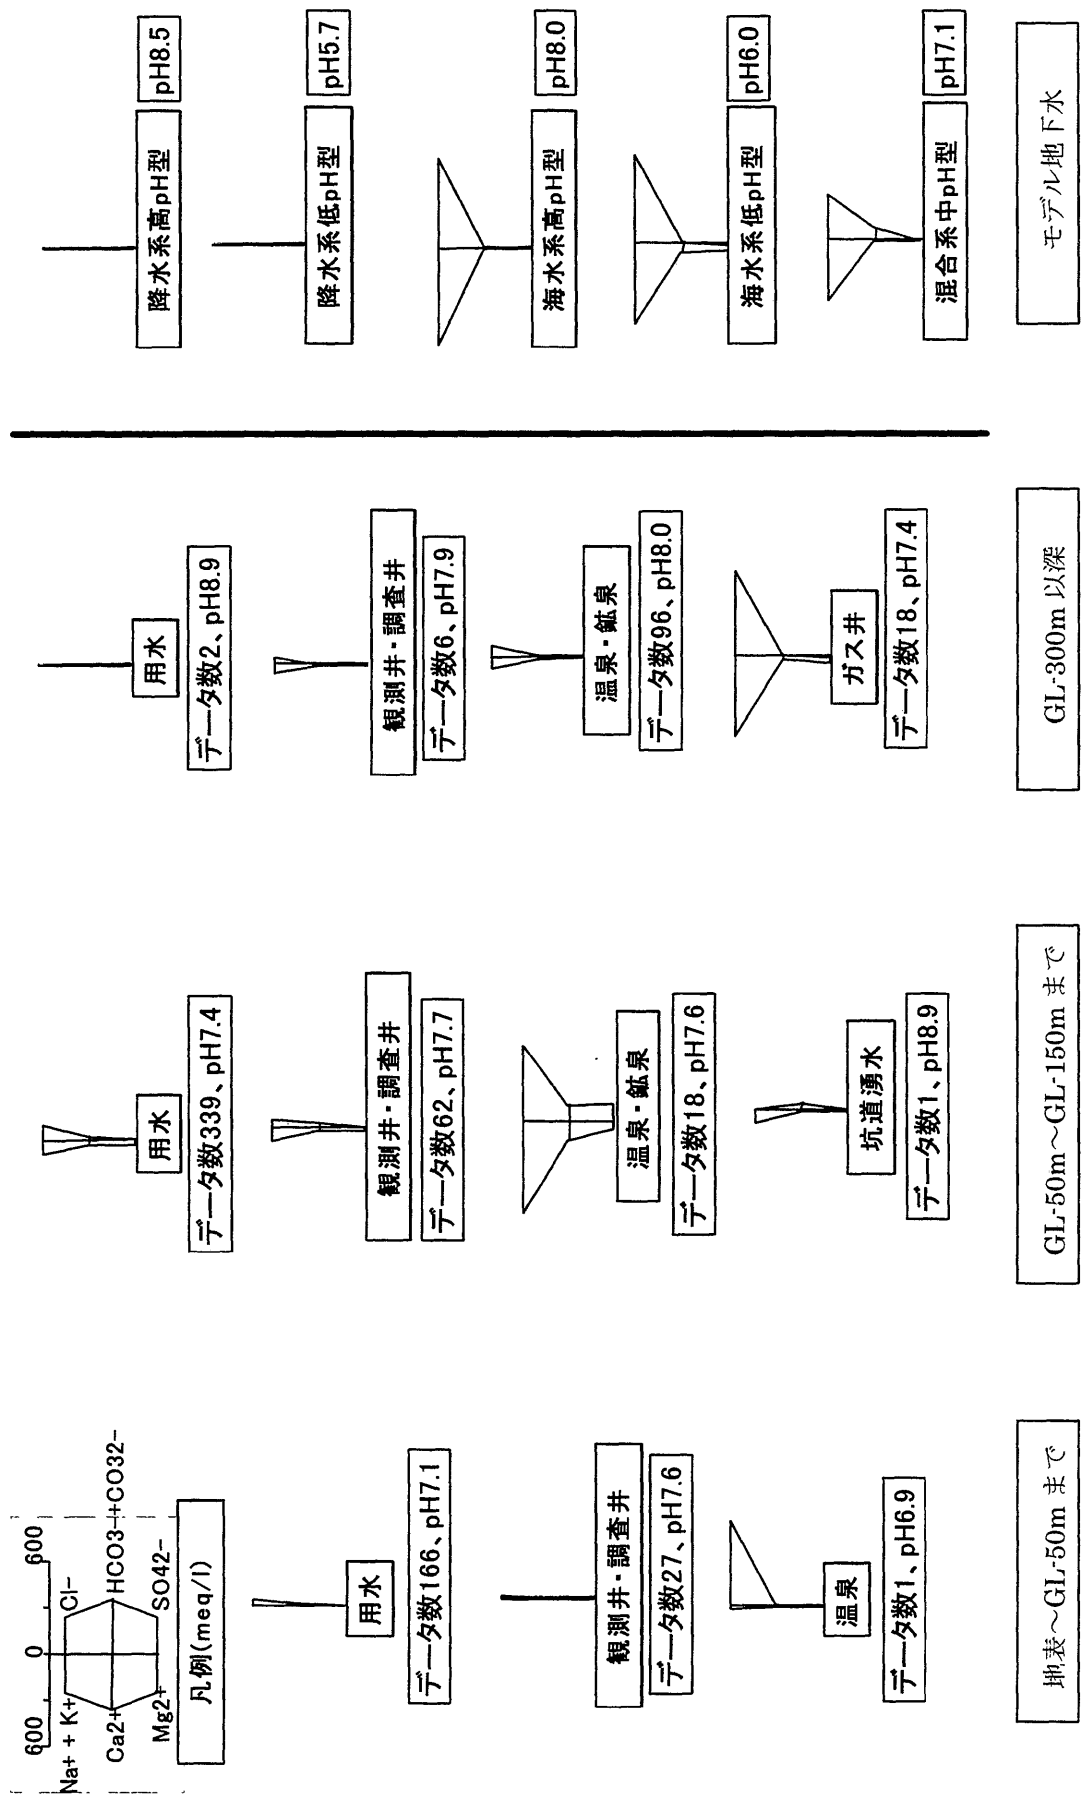 600
0
600
Na+ + K+
Cl-
Ca2+
HCO3-+CO32-
Mg2+
SO42-
凡例(meq/l)
用水
データ数166、pH7.1
観測井・調査井
データ数27、pH7.6
温泉
データ数1、pH6.9
地表～GL-50m まで
用水
データ数339、pH7.4
観測井・調査井
データ数62、pH7.7
温泉・鉱泉
データ数18、pH7.6
坑道湧水
データ数1、pH8.9
GL-50m～GL-150m まで
用水
データ数2、pH8.9
観測井・調査井
データ数6、pH7.9
温泉・鉱泉
データ数96、pH8.0
ガス井
データ数18、pH7.4
GL-300m 以深
降水系高pH型 pH8.5
降水系低pH型 pH5.7
海水系高pH型 pH8.0
海水系低pH型 pH6.0
混合系中pH型 pH7.1
モデル地下水